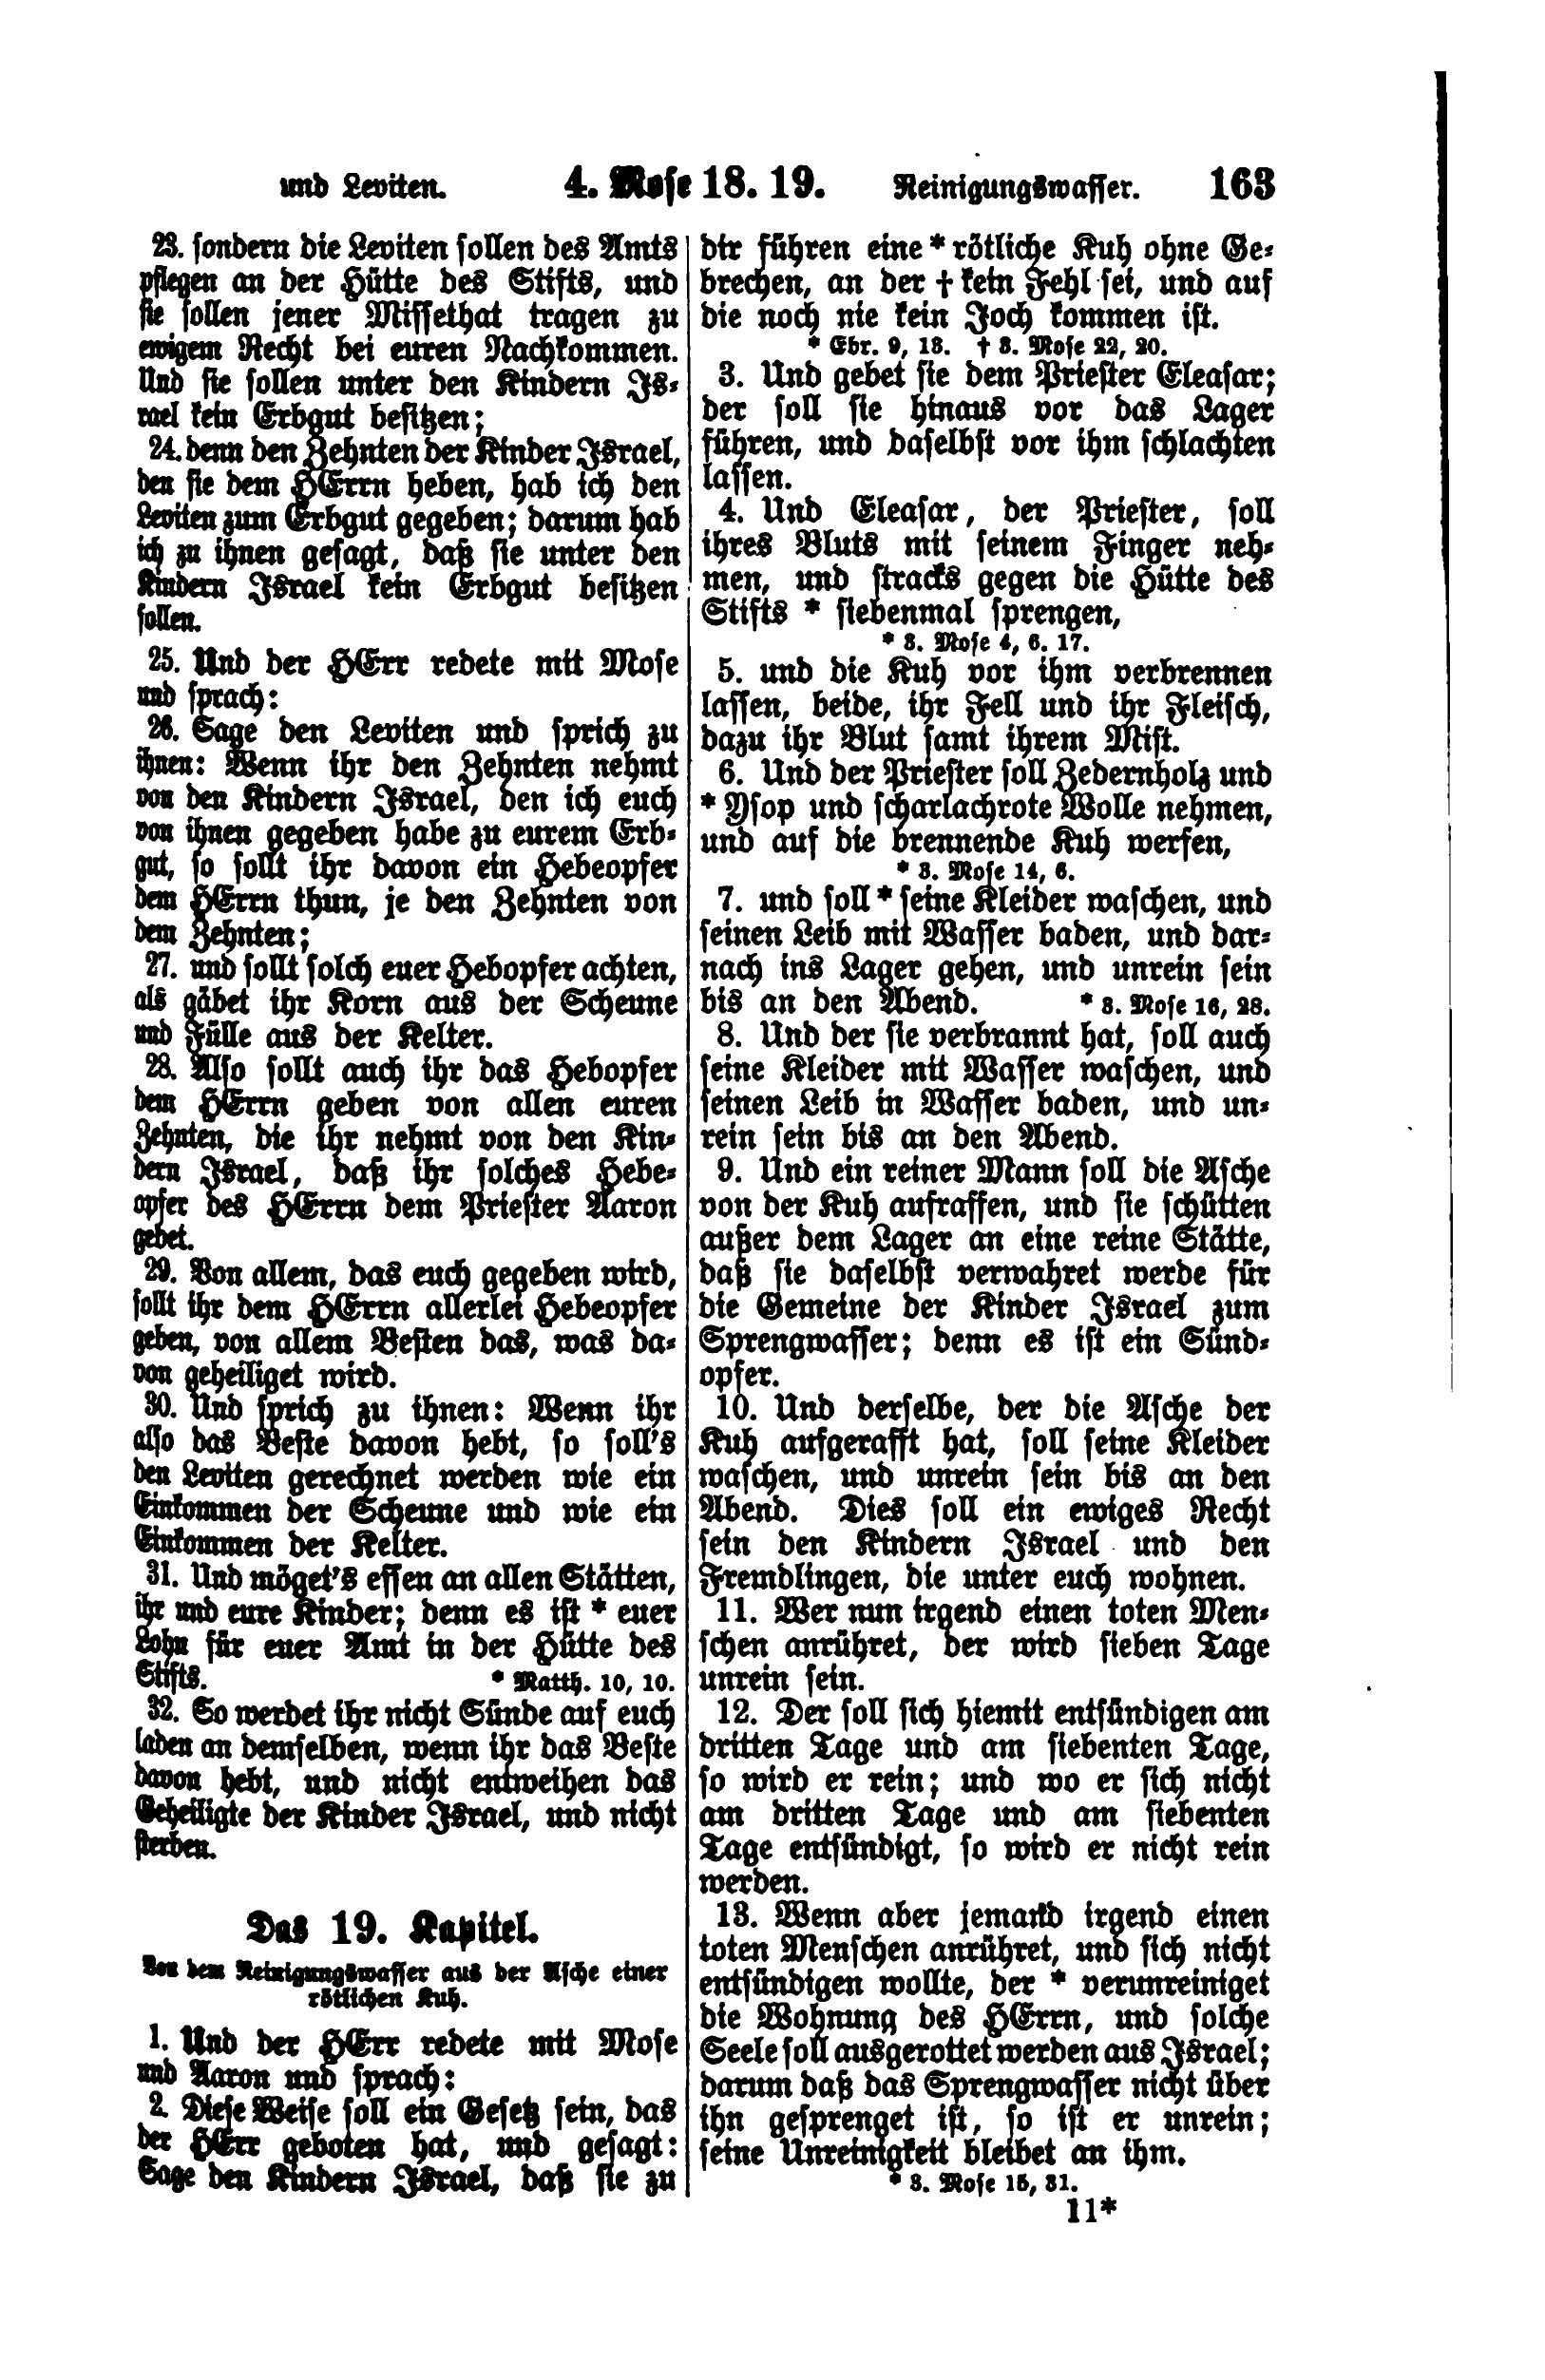 und Leviten. 4. Mose 18. 19. Reinigungswasser. 163
23. sondern die Leviten sollen des Amts
pflegen an der Hütte des Stifts, und
sie sollen jener Missethat tragen zu
ewigem Recht bei euren Nachkommen.
Und sie sollen unter den Kindern Is-
rael kein Erbgut besitzen;
24. denn den Zehnten der Kinder Israel,
den sie dem HErrn heben, hab ich den
Leviten zum Erbgut gegeben; darum hab
ich zu ihnen gesagt, daß sie unter den
Kindern Israel kein Erbgut besitzen
sollen.
25. Und der HErr redete mit Mose
und sprach:
26. Sage den Leviten und sprich zu
ihnen: Wenn ihr den Zehnten nehmt
von den Kindern Israel, den ich euch
von ihnen gegeben habe zu eurem Erb-
gut, so sollt ihr davon ein Hebeopfer
dem HErrn thun, je den Zehnten von
dem Zehnten;
27. und sollt solch euer Hebopfer achten,
als gäbet ihr Korn aus der Scheune
und Fülle aus der Kelter.
28. Also sollt auch ihr das Hebopfer
dem HErrn geben von allen euren
Zehnten, die ihr nehmt von den Kin-
dern Israel, daß ihr solches Hebe-
opfer des HErrn dem Priester Aaron
gebet.
29. Von allem, das euch gegeben wird,
sollt ihr dem HErrn allerlei Hebeopfer
geben, von allem Besten das, was da-
von geheiliget wird.
30. Und sprich zu ihnen: Wenn ihr
also das Beste davon hebt, so soll's
den Leviten gerechnet werden wie ein
Einkommen der Scheune und wie ein
Einkommen der Kelter.
31. Und möget's essen an allen Stätten,
ihr und eure Kinder; denn es ist * euer
Lohn für euer Amt in der Hütte des
Stifts. * Matth. 10, 10.
32. So werdet ihr nicht Sünde auf euch
laden an demselben, wenn ihr das Beste
davon hebt, und nicht entweihen das
Geheiligte der Kinder Israel, und nicht
sterben.
Das 19. Kapitel.
Von dem Reinigungswasser aus der Asche einer
rötlichen Kuh.
1. Und der HErr redete mit Mose
und Aaron und sprach:
2. Diese Weise soll ein Gesetz sein, das
der HErr geboten hat, und gesagt:
Sage den Kindern Israel, daß sie zu
dir führen eine * rötliche Kuh ohne Ge-
brechen, an der † kein Fehl sei, und auf
die noch nie kein Joch kommen ist.
* Ebr. 9, 13. † 3. Mose 22, 20.
3. Und gebet sie dem Priester Eleasar;
der soll sie hinaus vor das Lager
führen, und daselbst vor ihm schlachten
lassen.
4. Und Eleasar, der Priester, soll
ihres Bluts mit seinem Finger neh-
men, und stracks gegen die Hütte des
Stifts * siebenmal sprengen,
* 3. Mose 4, 6. 17.
5. und die Kuh vor ihm verbrennen
lassen, beide, ihr Fell und ihr Fleisch,
dazu ihr Blut samt ihrem Mist.
6. Und der Priester soll Zedernholz und
* Ysop und scharlachrote Wolle nehmen,
und auf die brennende Kuh werfen,
* 3. Mose 14, 6.
7. und soll * seine Kleider waschen, und
seinen Leib mit Wasser baden, und dar-
nach ins Lager gehen, und unrein sein
bis an den Abend. * 3. Mose 16, 28.
8. Und der sie verbrannt hat, soll auch
seine Kleider mit Wasser waschen, und
seinen Leib in Wasser baden, und un-
rein sein bis an den Abend.
9. Und ein reiner Mann soll die Asche
von der Kuh aufraffen, und sie schütten
außer dem Lager an eine reine Stätte,
daß sie daselbst verwahret werde für
die Gemeine der Kinder Israel zum
Sprengwasser; denn es ist ein Sünd-
opfer.
10. Und derselbe, der die Asche der
Kuh aufgerafft hat, soll seine Kleider
waschen, und unrein sein bis an den
Abend. Dies soll ein ewiges Recht
sein den Kindern Israel und den
Fremdlingen, die unter euch wohnen.
11. Wer nun irgend einen toten Men-
schen anrühret, der wird sieben Tage
unrein sein.
12. Der soll sich hiemit entsündigen am
dritten Tage und am siebenten Tage,
so wird er rein; und wo er sich nicht
am dritten Tage und am siebenten
Tage entsündigt, so wird er nicht rein
werden.
13. Wenn aber jemand irgend einen
toten Menschen anrühret, und sich nicht
entsündigen wollte, der * verunreiniget
die Wohnung des HErrn, und solche
Seele soll ausgerottet werden aus Israel;
darum daß das Sprengwasser nicht über
ihn gesprenget ist, so ist er unrein;
seine Unreinigkeit bleibet an ihm.
* 3. Mose 15, 31.
11*